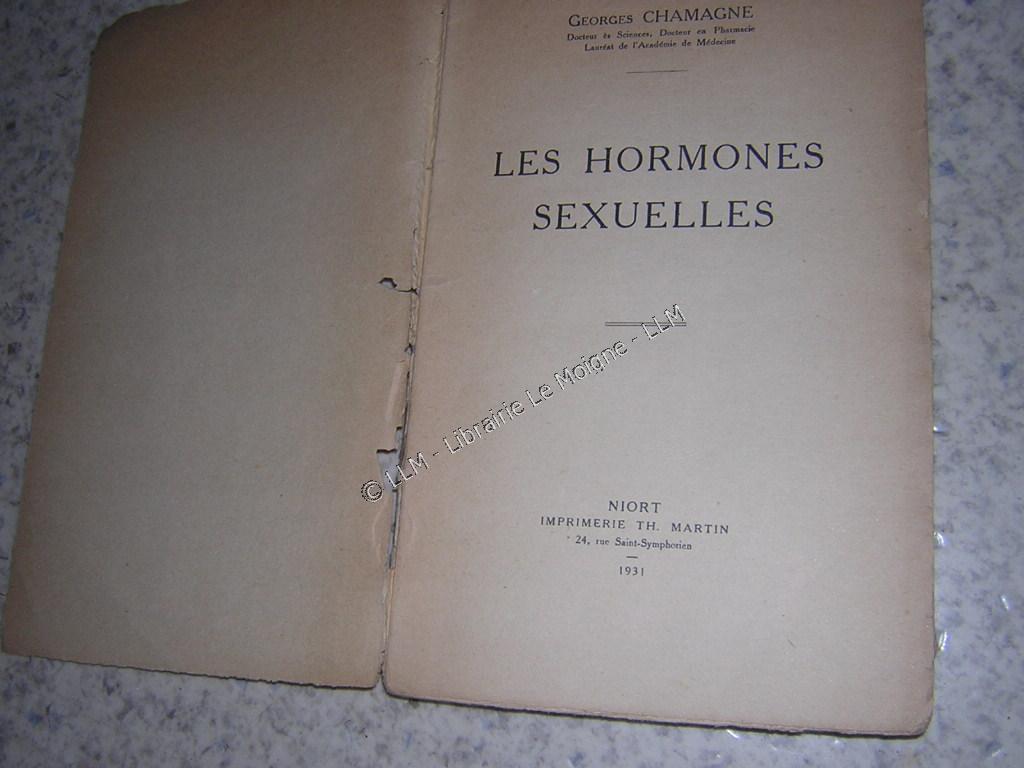 GEORGES CHAMAGNE
Docteur ès Sciences, Docteur en Pharmacie
Lauréat de l'Académie de Médecine
LES HORMONES
SEXUELLES
© LLM - Librairie Le Moigne - LLM
NIORT
IMPRIMERIE TH. MARTIN
24, rue Saint-Symphorien
1931